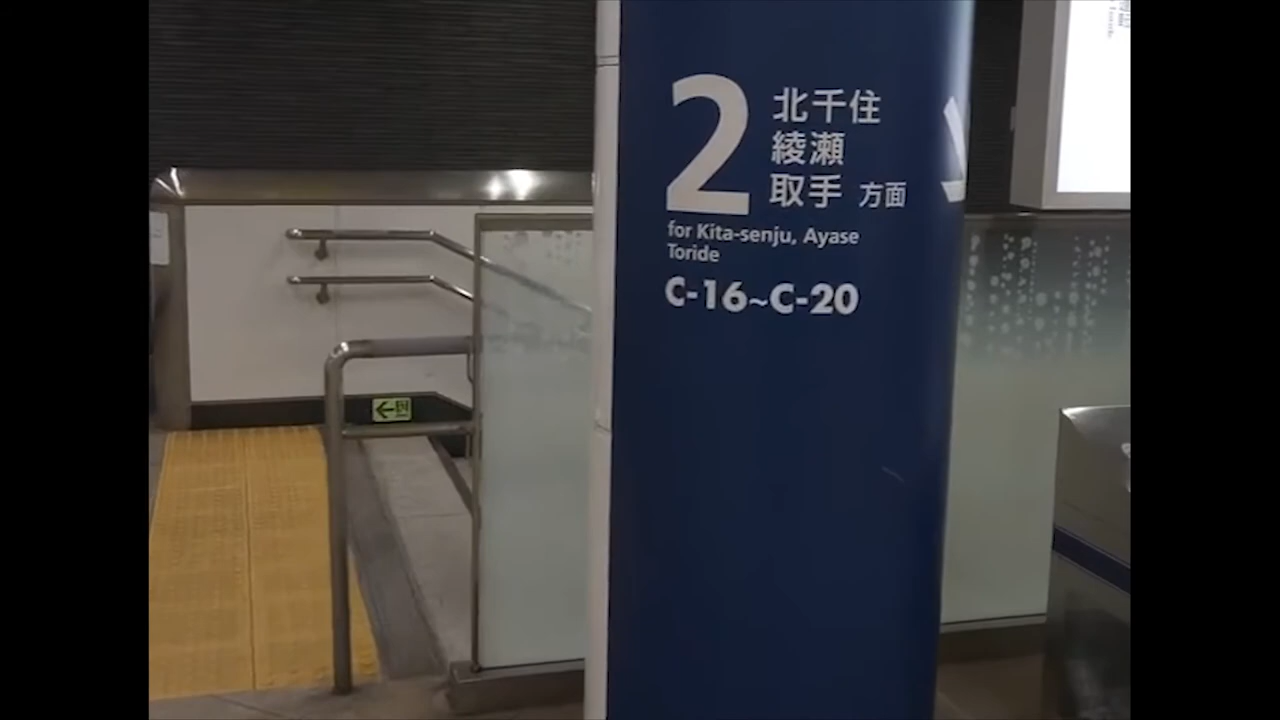 2
北千住
綾瀬
取手 方面
for Kita-senju, Ayase
Toride
C-16~C-20